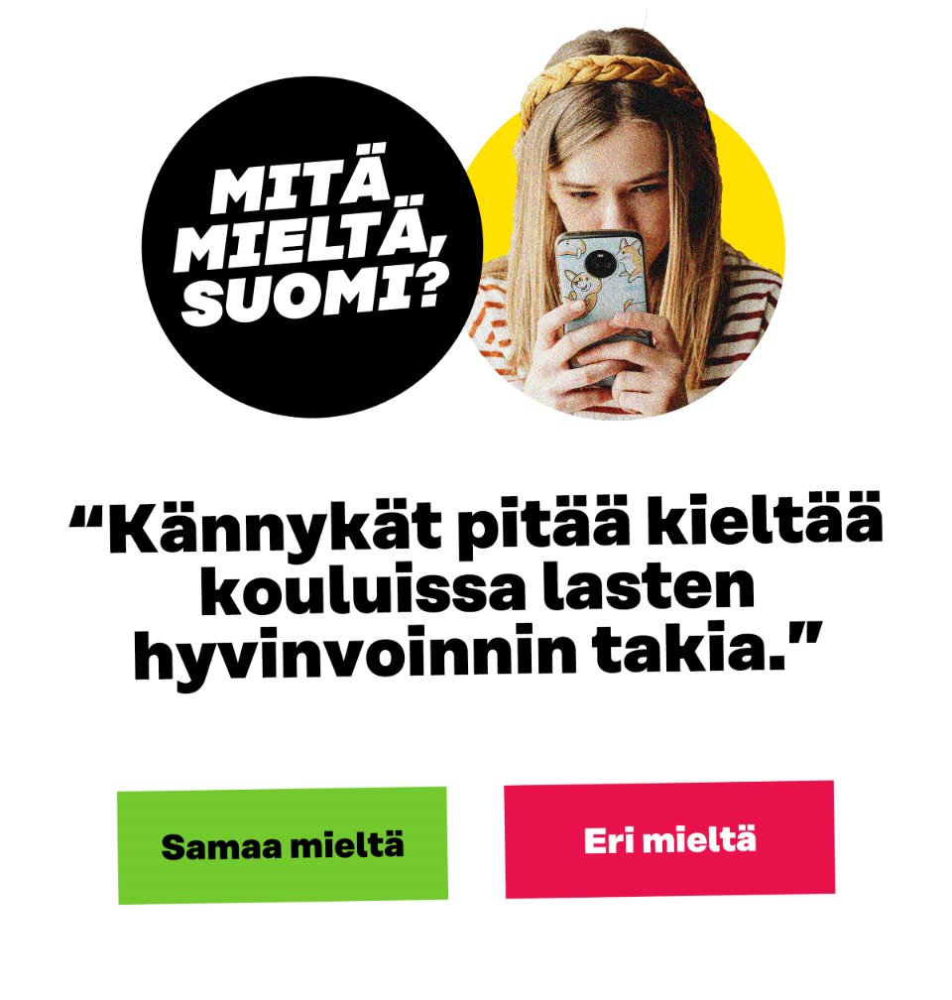 MITÄ
MIELTÄ,
SUOMI?
“Kännykät pitää kieltää
kouluissa lasten
hyvinvoinnin takia.”
Samaa mieltä
Eri mieltä